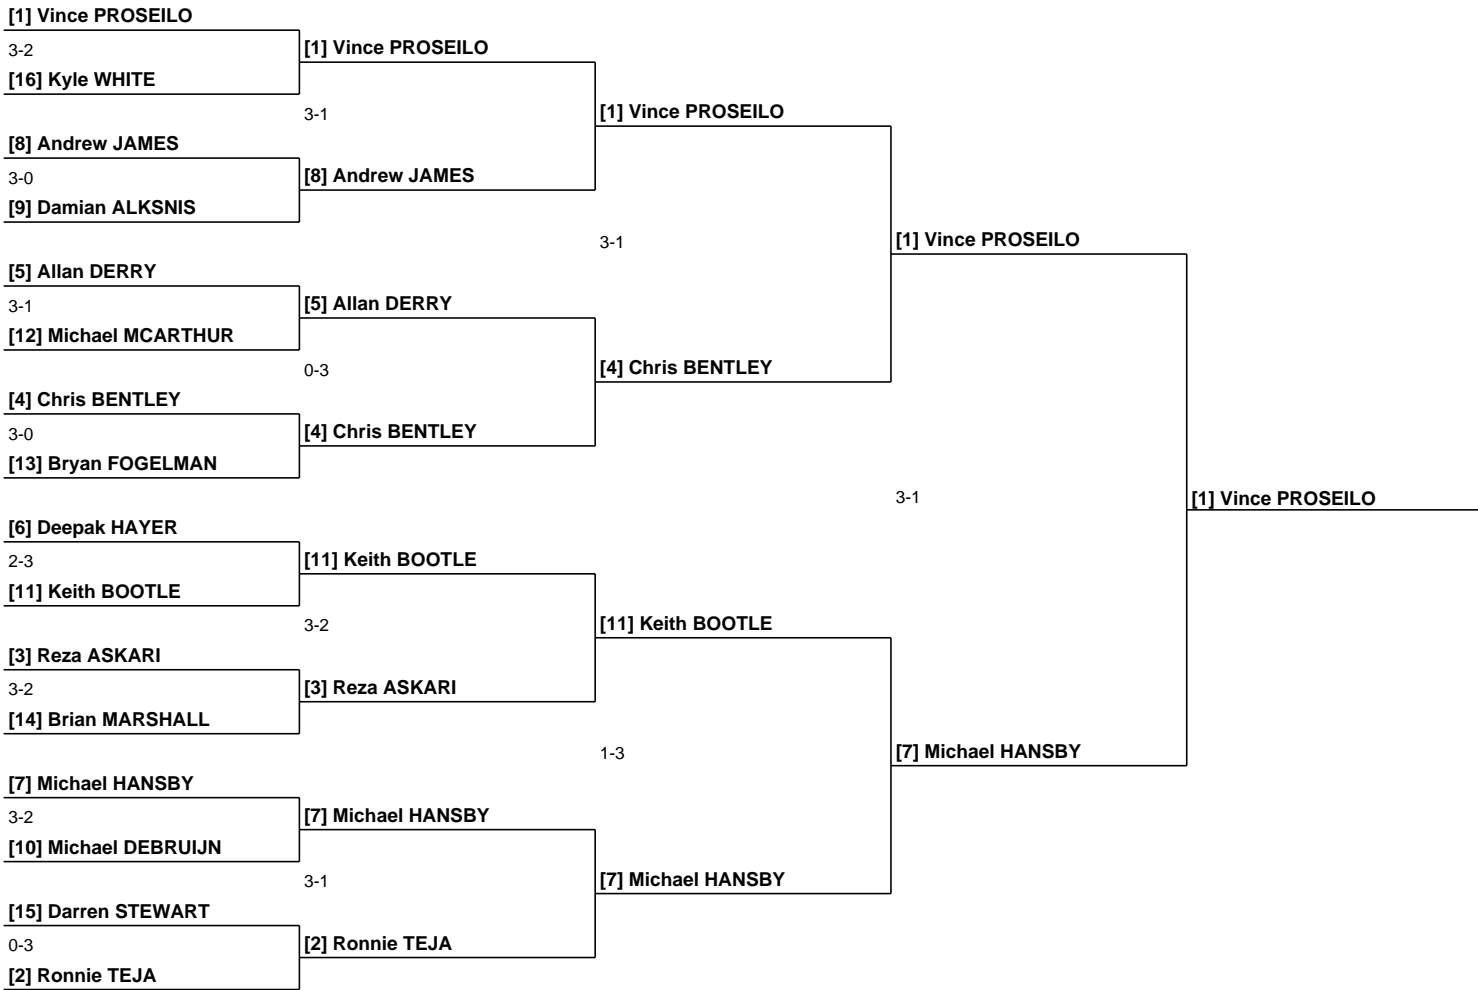 [1] Vince PROSEILO
3-2
[16] Kyle WHITE
[8] Andrew JAMES
3-0
[9] Damian ALKSNIS
[5] Allan DERRY
3-1
[12] Michael MCARTHUR
[4] Chris BENTLEY
3-0
[13] Bryan FOGELMAN
[6] Deepak HAYER
2-3
[11] Keith BOOTLE
[3] Reza ASKARI
3-2
[14] Brian MARSHALL
[7] Michael HANSBY
3-2
[10] Michael DEBRUIJN
[15] Darren STEWART
0-3
[2] Ronnie TEJA
[1] Vince PROSEILO
3-1
[8] Andrew JAMES
[5] Allan DERRY
0-3
[4] Chris BENTLEY
[11] Keith BOOTLE
3-2
[3] Reza ASKARI
[7] Michael HANSBY
3-1
[2] Ronnie TEJA
[1] Vince PROSEILO
3-1
[4] Chris BENTLEY
[11] Keith BOOTLE
1-3
[7] Michael HANSBY
[1] Vince PROSEILO
3-1
[7] Michael HANSBY
[1] Vince PROSEILO